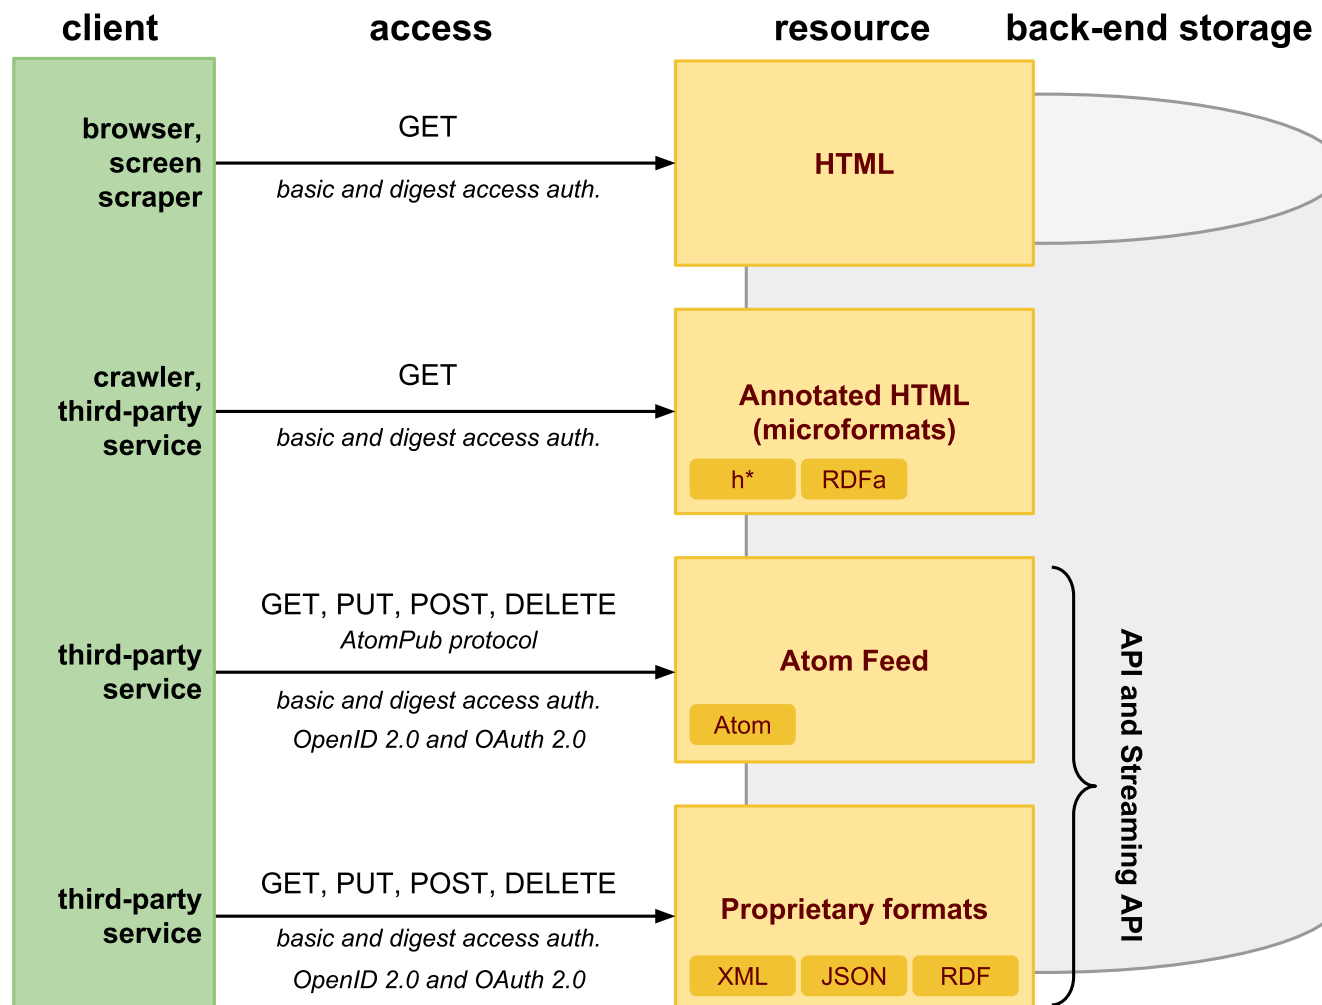 client access resource back-end storage
browser,
screen
scraper
GET
basic and digest access auth.
HTML
crawler,
third-party
service
GET
basic and digest access auth.
Annotated HTML
(microformats)
h* RDFa
third-party
service
GET, PUT, POST, DELETE
AtomPub protocol
basic and digest access auth.
OpenID 2.0 and OAuth 2.0
Atom Feed
Atom
third-party
service
GET, PUT, POST, DELETE
basic and digest access auth.
OpenID 2.0 and OAuth 2.0
Proprietary formats
XML JSON RDF
API and Streaming API